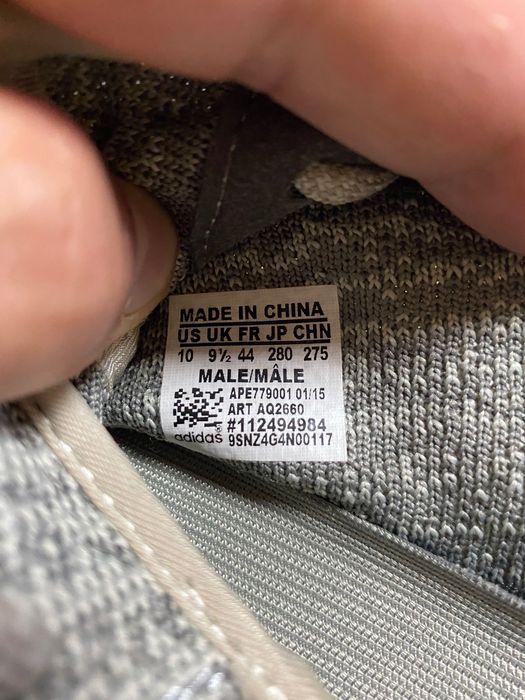 MADE IN CHINA
US UK FR JP CHN
10 9½ 44 280 275
MALE/MÂLE
APE779001 01/15
ART AQ2660
#112494984
adidas 9SNZ4G4N00117